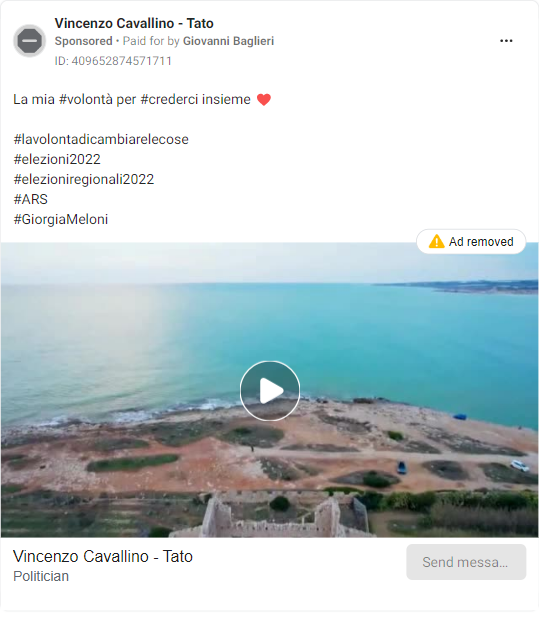 Vincenzo Cavallino - Tato
Sponsored • Paid for by Giovanni Baglieri
ID: 409652874571711
La mia #volontà per #crederci insieme ❤️
#lavolontadicambiarelecose
#elezioni2022
#elezioniregionali2022
#ARS
#GiorgiaMeloni
Ad removed
Vincenzo Cavallino - Tato
Politician
Send messa...